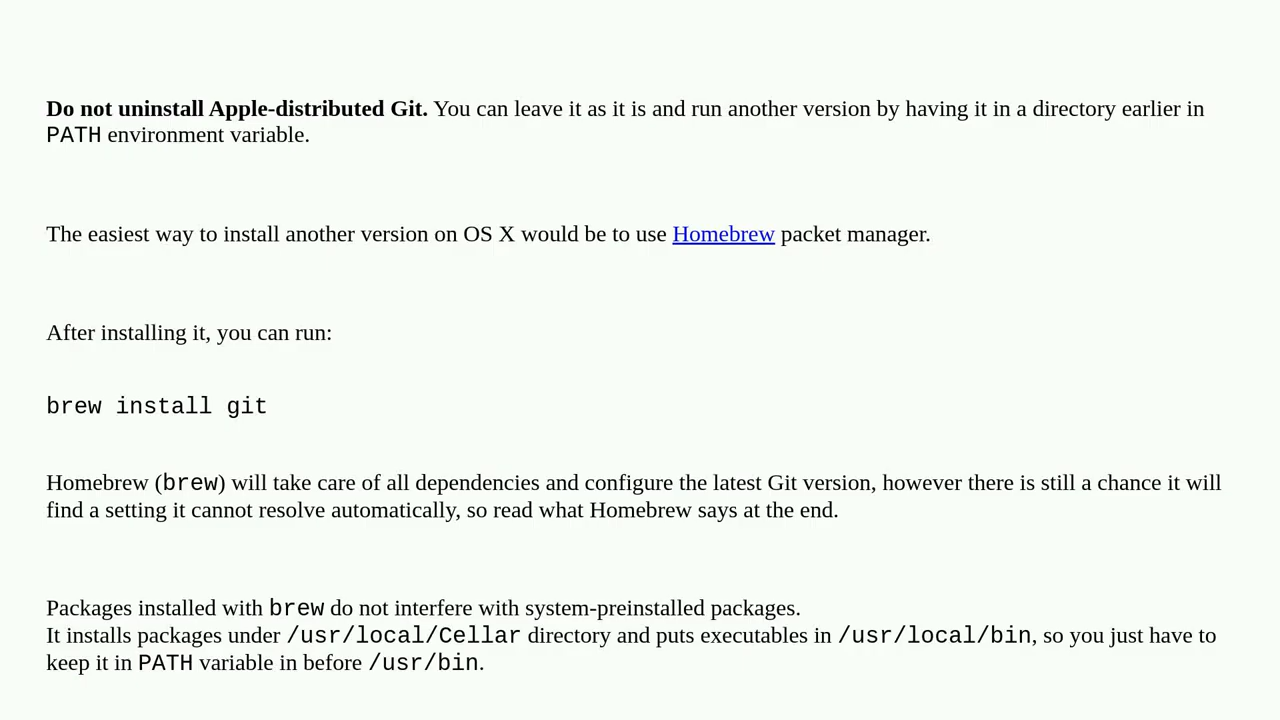 Do not uninstall Apple-distributed Git. You can leave it as it is and run another version by having it in a directory earlier in
PATH environment variable.
The easiest way to install another version on OS X would be to use Homebrew packet manager.
After installing it, you can run:
brew install git
Homebrew (brew) will take care of all dependencies and configure the latest Git version, however there is still a chance it will
find a setting it cannot resolve automatically, so read what Homebrew says at the end.
Packages installed with brew do not interfere with system-preinstalled packages.
It installs packages under /usr/local/Cellar directory and puts executables in /usr/local/bin, so you just have to
keep it in PATH variable in before /usr/bin.